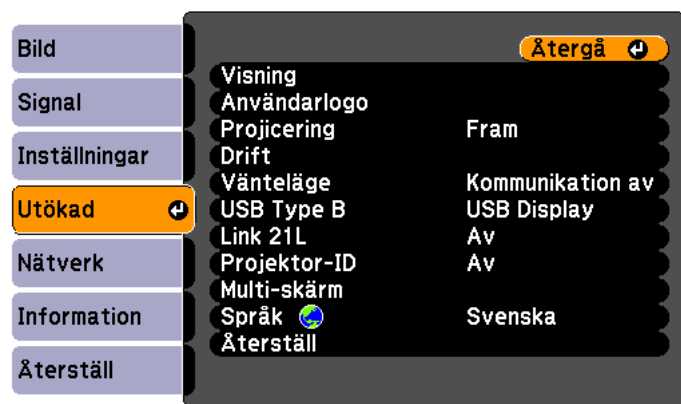 Bild
Signal
Inställningar
Utökad
Nätverk
Information
Återställ
Återgå
Visning
Användarlogo
Projicering Fram
Drift
Vänteläge Kommunikation av
USB Type B USB Display
Link 21L Av
Projektor-ID Av
Multi-skärm
Språk Svenska
Återställ